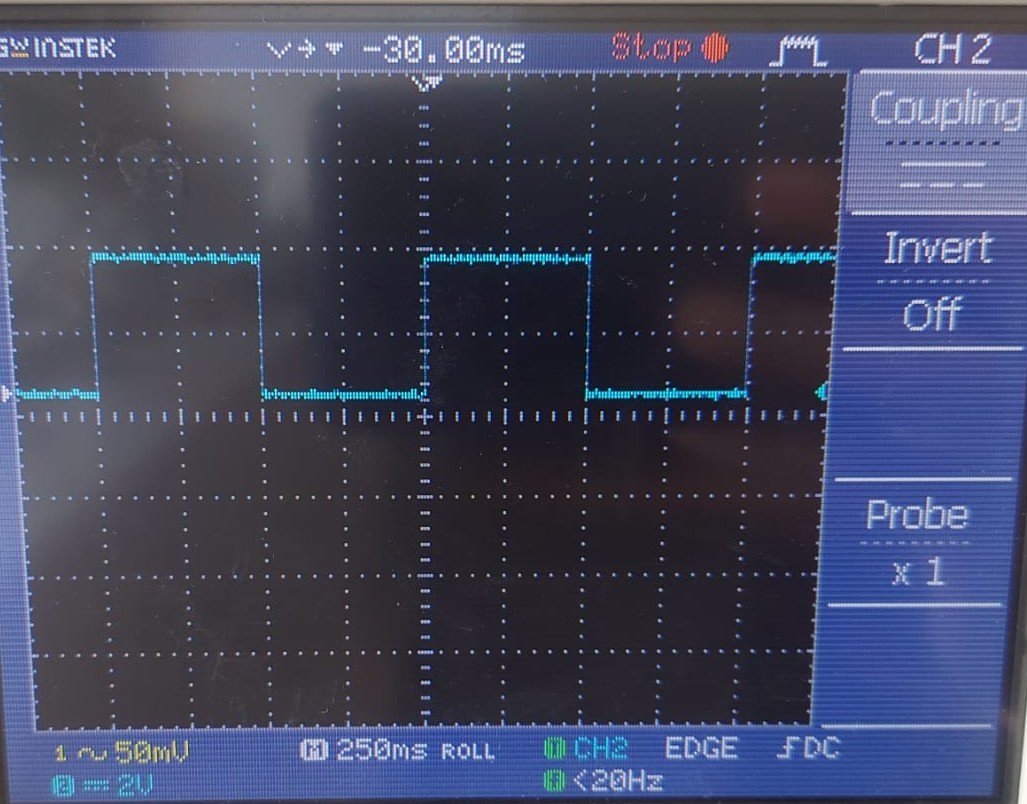 GW INSTEK -30.00ms Stop CH 2
Coupling
Invert
Off
Probe
x 1
1 50mV M 250ms ROLL T CH2 EDGE DC
2 2V F <20Hz